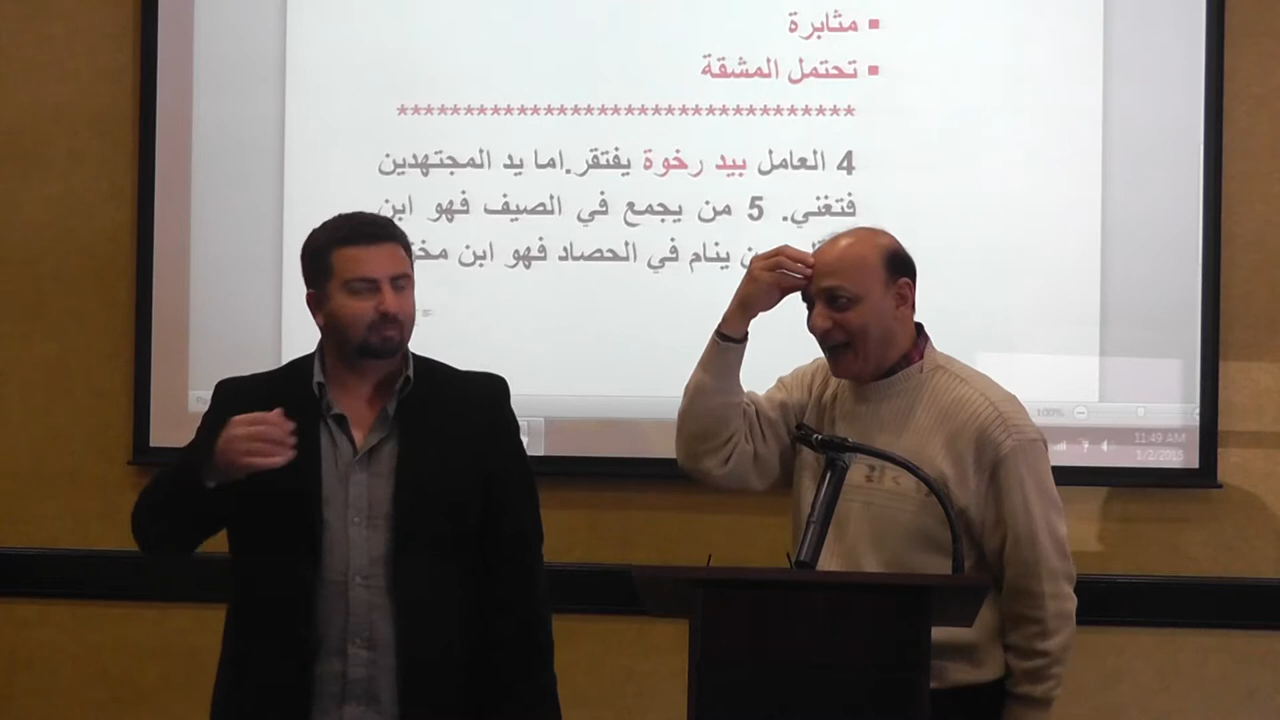 ▪ مثابرة
▪ تحتمل المشقة
*********************************
4 العامل بيد رخوة يفتقر.اما يد المجتهدين
فتغني. 5 من يجمع في الصيف فهو ابن
ينام في الحصاد فهو ابن
100%
11:49 AM
1/2/2015